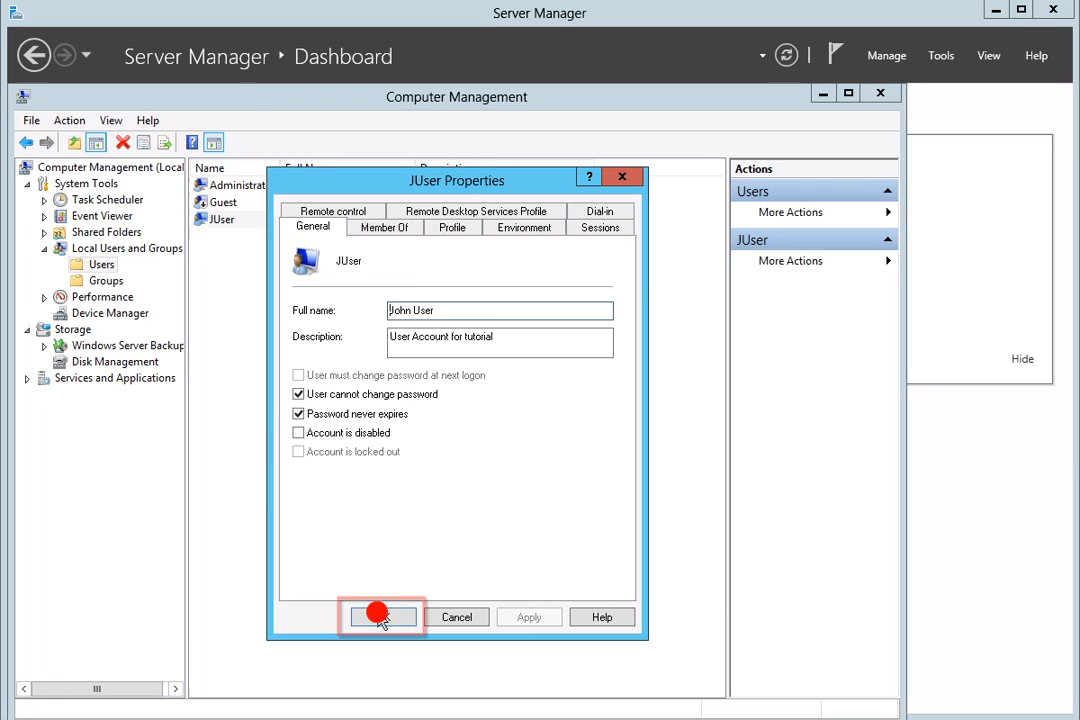 Server Manager
Server Manager
Dashboard
Manage
Tools
View
Help
Computer Management
File
Action
View
Help
Computer Management (Local
System Tools
Task Scheduler
Event Viewer
Shared Folders
Local Users and Groups
Users
Groups
Performance
Device Manager
Storage
Windows Server Backup
Disk Management
Services and Applications
Name
Administrat
Guest
JUser
JUser Properties
?
Remote control
Remote Desktop Services Profile
Dial-in
General
Member Of
Profile
Environment
Sessions
JUser
Full name:
John User
Description:
User Account for tutorial
User must change password at next logon
User cannot change password
Password never expires
Account is disabled
Account is locked out
Cancel
Apply
Help
Actions
Users
More Actions
JUser
More Actions
Hide